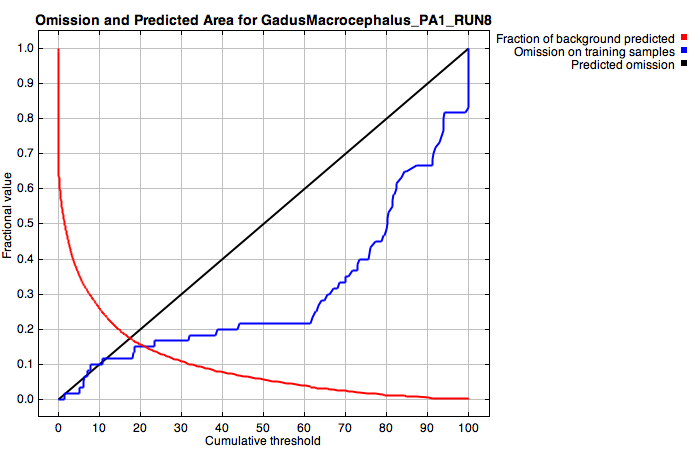 Omission and Predicted Area for GadusMacrocephalus_PA1_RUN8
Fraction of background predicted
Omission on training samples
Predicted omission
1.0
0.9
0.8
0.7
0.6
0.5
0.4
0.3
0.2
0.1
0.0
Fractional value
0 10 20 30 40 50 60 70 80 90 100
Cumulative threshold